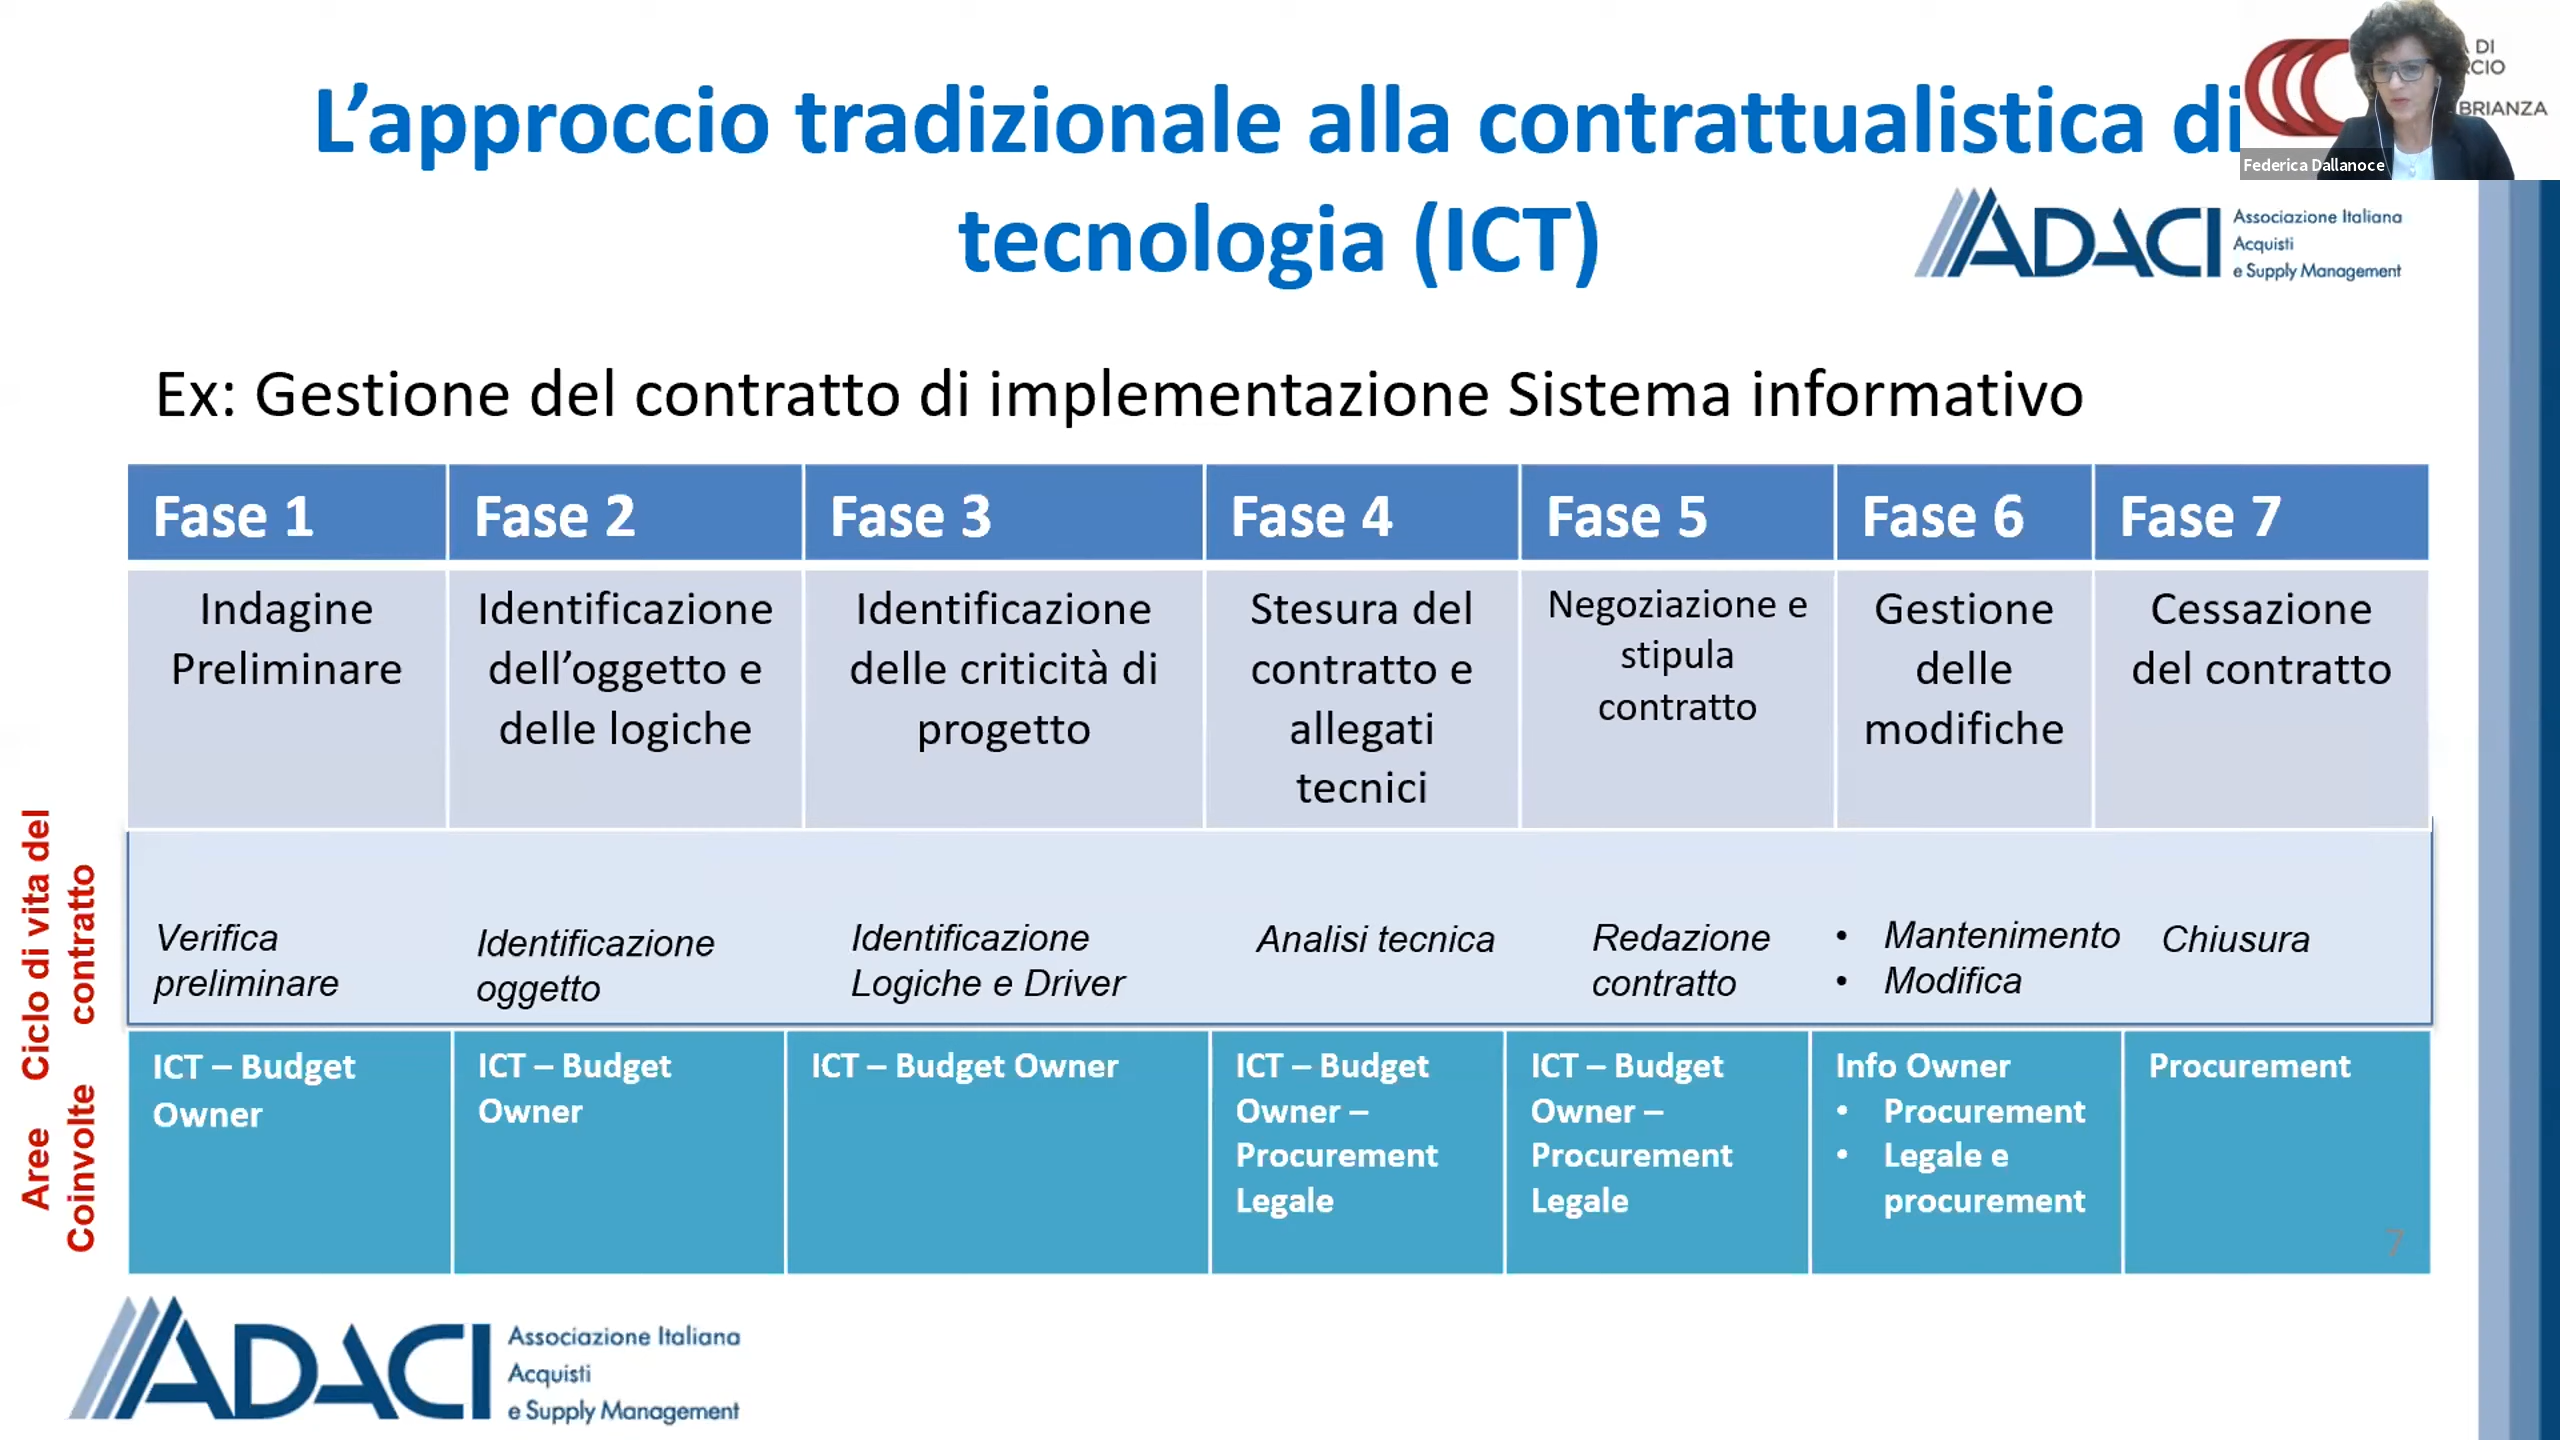 L’approccio tradizionale alla contrattualistica di
tecnologia (ICT)
A DI
CIO
BRIANZA
Federica Dallanoce
ADACI
Associazione Italiana
Acquisti
e Supply Management
Ex: Gestione del contratto di implementazione Sistema informativo
Fase 1
Fase 2
Fase 3
Fase 4
Fase 5
Fase 6
Fase 7
Indagine
Preliminare
Identificazione
dell’oggetto e
delle logiche
Identificazione
delle criticità di
progetto
Stesura del
contratto e
allegati
tecnici
Negoziazione e
stipula
contratto
Gestione
delle
modifiche
Cessazione
del contratto
Ciclo di vita del
contratto
Verifica
preliminare
Identificazione
oggetto
Identificazione
Logiche e Driver
Analisi tecnica
Redazione
contratto
• Mantenimento
• Modifica
Chiusura
Aree
Coinvolte
ICT – Budget
Owner
ICT – Budget
Owner
ICT – Budget Owner
ICT – Budget
Owner –
Procurement
Legale
ICT – Budget
Owner –
Procurement
Legale
Info Owner
• Procurement
• Legale e
procurement
Procurement
7
ADACI
Associazione Italiana
Acquisti
e Supply Management